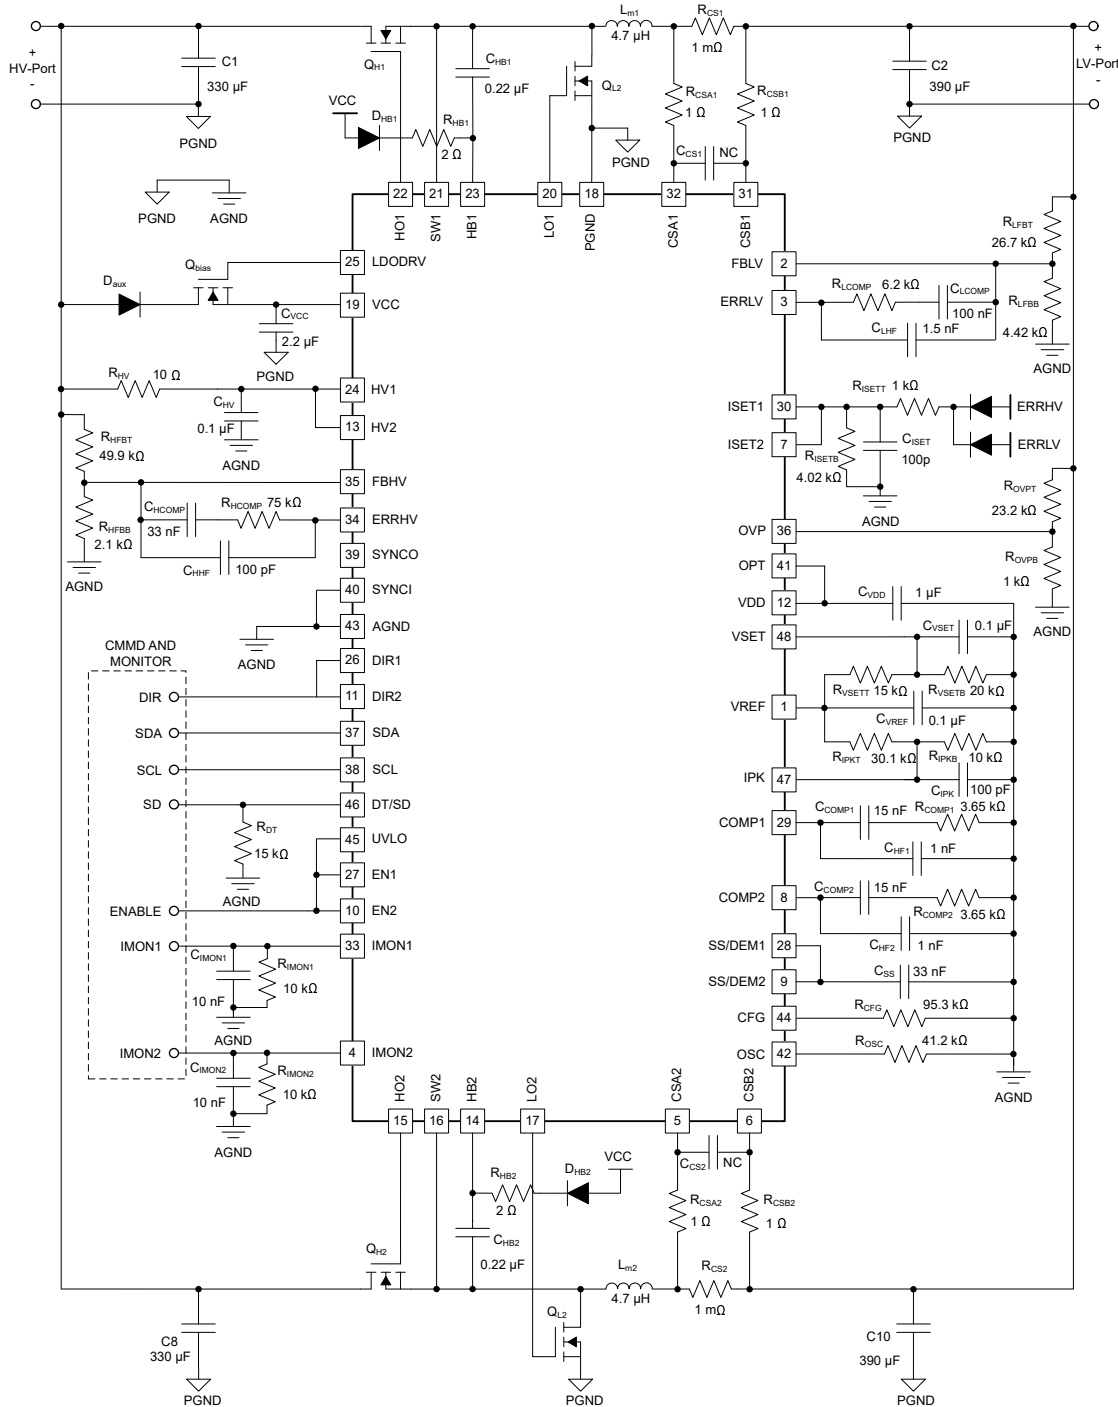 +
HV-Port
-
C1
330 µF
PGND
QH1
Lm1
4.7 µH
RCS1
1 mΩ
CHB1
0.22 µF
QL2
PGND
RCSA1
1 Ω
RCSB1
1 Ω
CCS1 NC
C2
390 µF
PGND
+
LV-Port
-
VCC
DHB1
RHB1
2 Ω
PGND
AGND
22
21
23
20
18
32
31
HO1
SW1
HB1
LO1
PGND
CSA1
CSB1
25 LDODRV
Qbias
Daux
19 VCC
CVCC
2.2 µF
PGND
RHV 10 Ω
24 HV1
CHV
0.1 µF
AGND
13 HV2
RHFBT
49.9 kΩ
35 FBHV
CHCOMP
33 nF
RHCOMP 75 kΩ
34 ERRHV
RHFBB
2.1 kΩ
AGND
CHHF 100 pF
39 SYNCO
40 SYNCI
43 AGND
AGND
CMMD AND
MONITOR
26 DIR1
DIR
11 DIR2
SDA
37 SDA
SCL
38 SCL
SD
46 DT/SD
RDT
15 kΩ
AGND
45 UVLO
27 EN1
ENABLE
10 EN2
IMON1
33 IMON1
CIMON1
10 nF
RIMON1
10 kΩ
AGND
IMON2
4 IMON2
CIMON2
10 nF
RIMON2
10 kΩ
AGND
FBLV 2
RLFBT
26.7 kΩ
ERRLV 3
RLCOMP 6.2 kΩ
CLCOMP
100 nF
CLHF 1.5 nF
RLFBB
4.42 kΩ
AGND
ISET1 30
RISETT 1 kΩ
ERRHV
ERRLV
ISET2 7
RISETB
4.02 kΩ
CISET
100p
AGND
ROVPT
23.2 kΩ
OVP 36
ROVPB
1 kΩ
AGND
OPT 41
VDD 12
CVDD 1 µF
VSET 48
CVSET 0.1 µF
RVSETT 15 kΩ
RVSETB 20 kΩ
VREF 1
CVREF 0.1 µF
RIPKT 30.1 kΩ
RIPKB 10 kΩ
IPK 47
CIPK 100 pF
COMP1 29
CCOMP1 15 nF
RCOMP1 3.65 kΩ
CHF1 1 nF
COMP2 8
CCOMP2 15 nF
RCOMP2
3.65 kΩ
CHF2 1 nF
SS/DEM1 28
SS/DEM2 9
CSS 33 nF
CFG 44
RCFG 95.3 kΩ
OSC 42
ROSC 41.2 kΩ
AGND
HO2
SW2
HB2
LO2
CSA2
CSB2
15
16
14
17
5
6
CCS2 NC
RHB2
2 Ω
DHB2
VCC
RCSA2
1 Ω
RCSB2
1 Ω
CHB2
0.22 µF
QH2
Lm2
4.7 µH
RCS2
1 mΩ
QL2
PGND
C8
330 µF
PGND
C10
390 µF
PGND